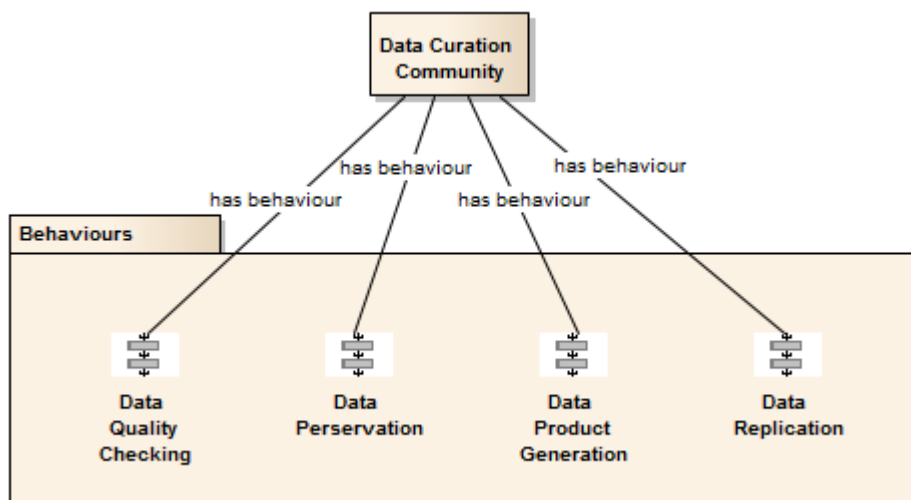 Data Curation
Community
has behaviour
has behaviour
has behaviour
has behaviour
Behaviours
Data
Quality
Checking
Data
Perservation
Data
Product
Generation
Data
Replication